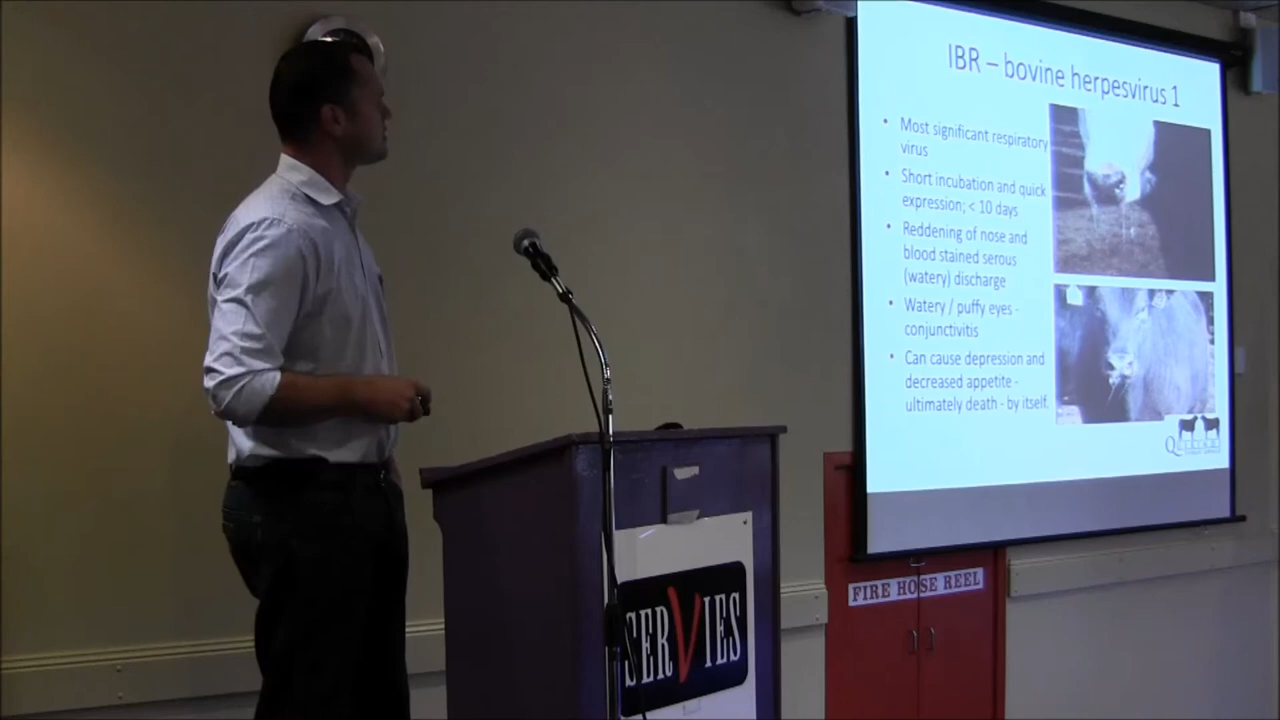 IBR – bovine herpesvirus 1
• Most significant respiratory
virus
• Short incubation and quick
expression; < 10 days
• Reddening of nose and
blood stained serous
(watery) discharge
• Watery / puffy eyes -
conjunctivitis
• Can cause depression and
decreased appetite -
ultimately death - by itself.
FIRE HOSE REEL
SERVIES